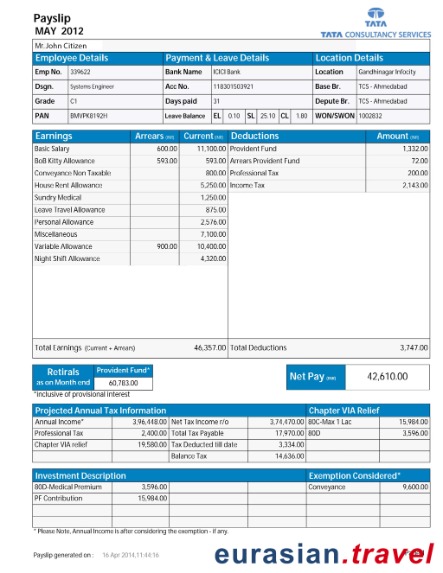 Payslip
MAY 2012
TATA
TATA CONSULTANCY SERVICES
Mr.John Citizen
Employee Details Payment & Leave Details Location Details
Emp No. 339622 Bank Name ICICI Bank Location Gandhinagar Infocity
Dsgn. Systems Engineer Acc No. 118301503921 Base Br. TCS - Ahmedabad
Grade C1 Days paid 31 Depute Br. TCS - Ahmedabad
PAN BMVPK8192H Leave Balance EL 0.10 SL 25.10 CL 1.80 WON/SWON 1002832
Earnings Arrears (INR) Current (INR) Deductions Amount (INR)
Basic Salary 600.00 11,100.00 Provident Fund 1,332.00
BoB Kitty Allowance 593.00 593.00 Arrears Provident Fund 72.00
Conveyance Non Taxable 800.00 Professional Tax 200.00
House Rent Allowance 5,250.00 Income Tax 2,143.00
Sundry Medical 1,250.00
Leave Travel Allowance 875.00
Personal Allowance 2,576.00
Miscellaneous 7,100.00
Variable Allowance 900.00 10,400.00
Night Shift Allowance 4,320.00
Total Earnings (Current + Arrears) 46,357.00 Total Deductions 3,747.00
Retirals Provident Fund*
as on Month end 60,783.00
Net Pay (INR) 42,610.00
*inclusive of provisional interest
Projected Annual Tax Information Chapter VIA Relief
Annual Income* 3,96,448.00 Net Tax Income r/o 3,74,470.00 80C-Max 1 Lac 15,984.00
Professional Tax 2,400.00 Total Tax Payable 17,970.00 80D 3,596.00
Chapter VIA relief 19,580.00 Tax Deducted till date 3,334.00
Balance Tax 14,636.00
Investment Description Exemption Considered*
80D-Medical Premium 3,596.00 Conveyance 9,600.00
PF Contribution 15,984.00
* Please Note, Annual Income is after considering the exemption - if any.
Payslip generated on : 16 Apr 2014,11:44:16
eurasian.travel